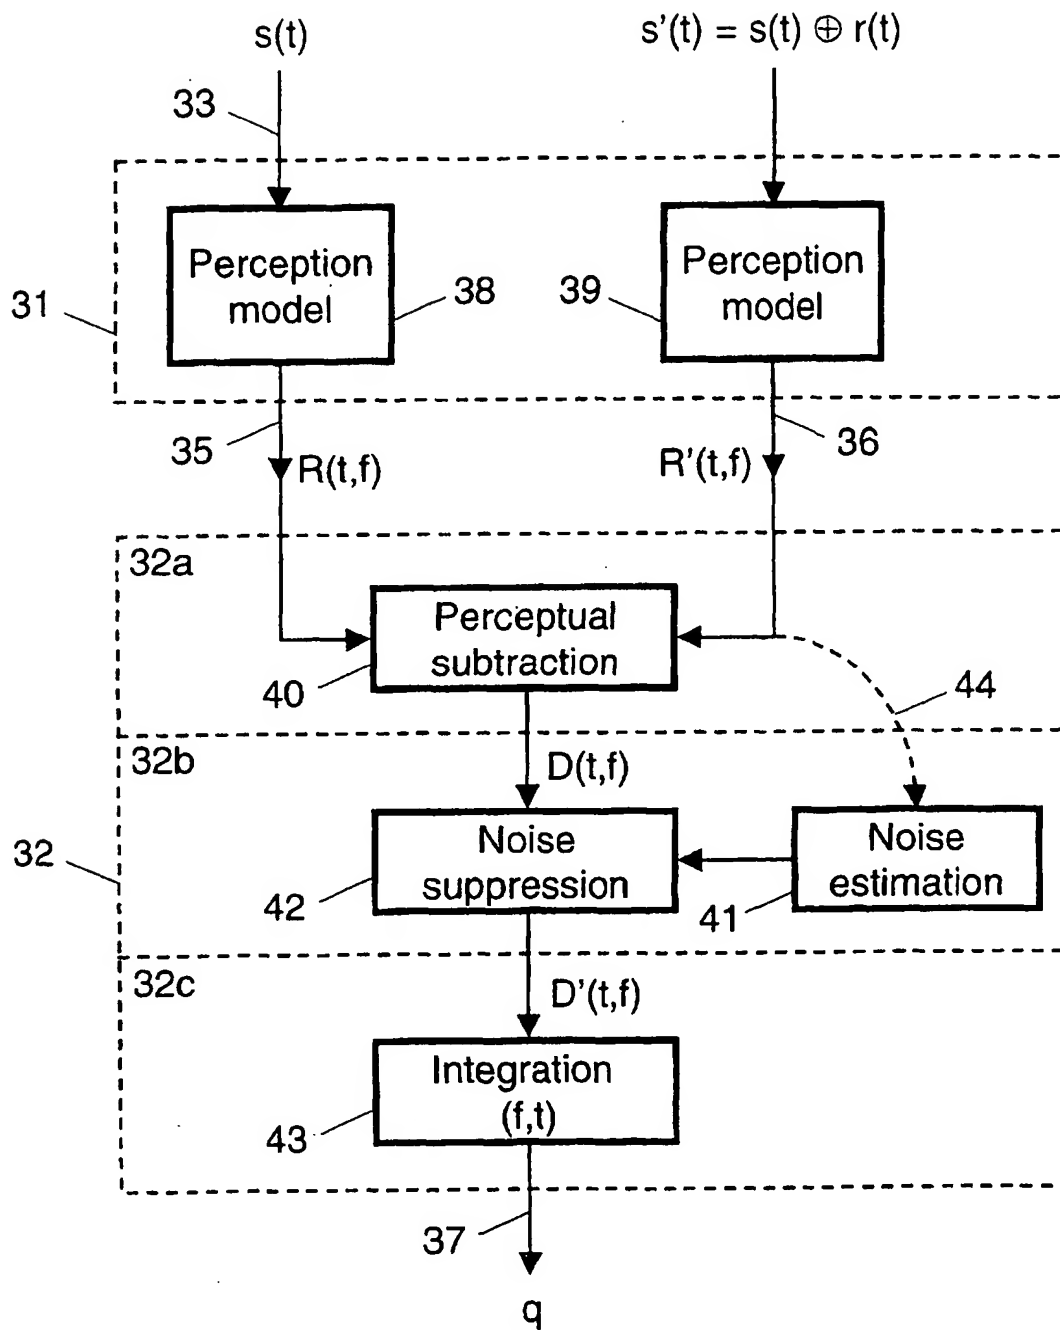 s(t)
s'(t) = s(t) ⊕ r(t)
33
Perception
model
Perception
model
31
38
39
35
36
R(t,f)
R'(t,f)
32a
Perceptual
subtraction
40
44
32b
D(t,f)
32
Noise
suppression
Noise
estimation
42
41
32c
D'(t,f)
Integration
(f,t)
43
37
q